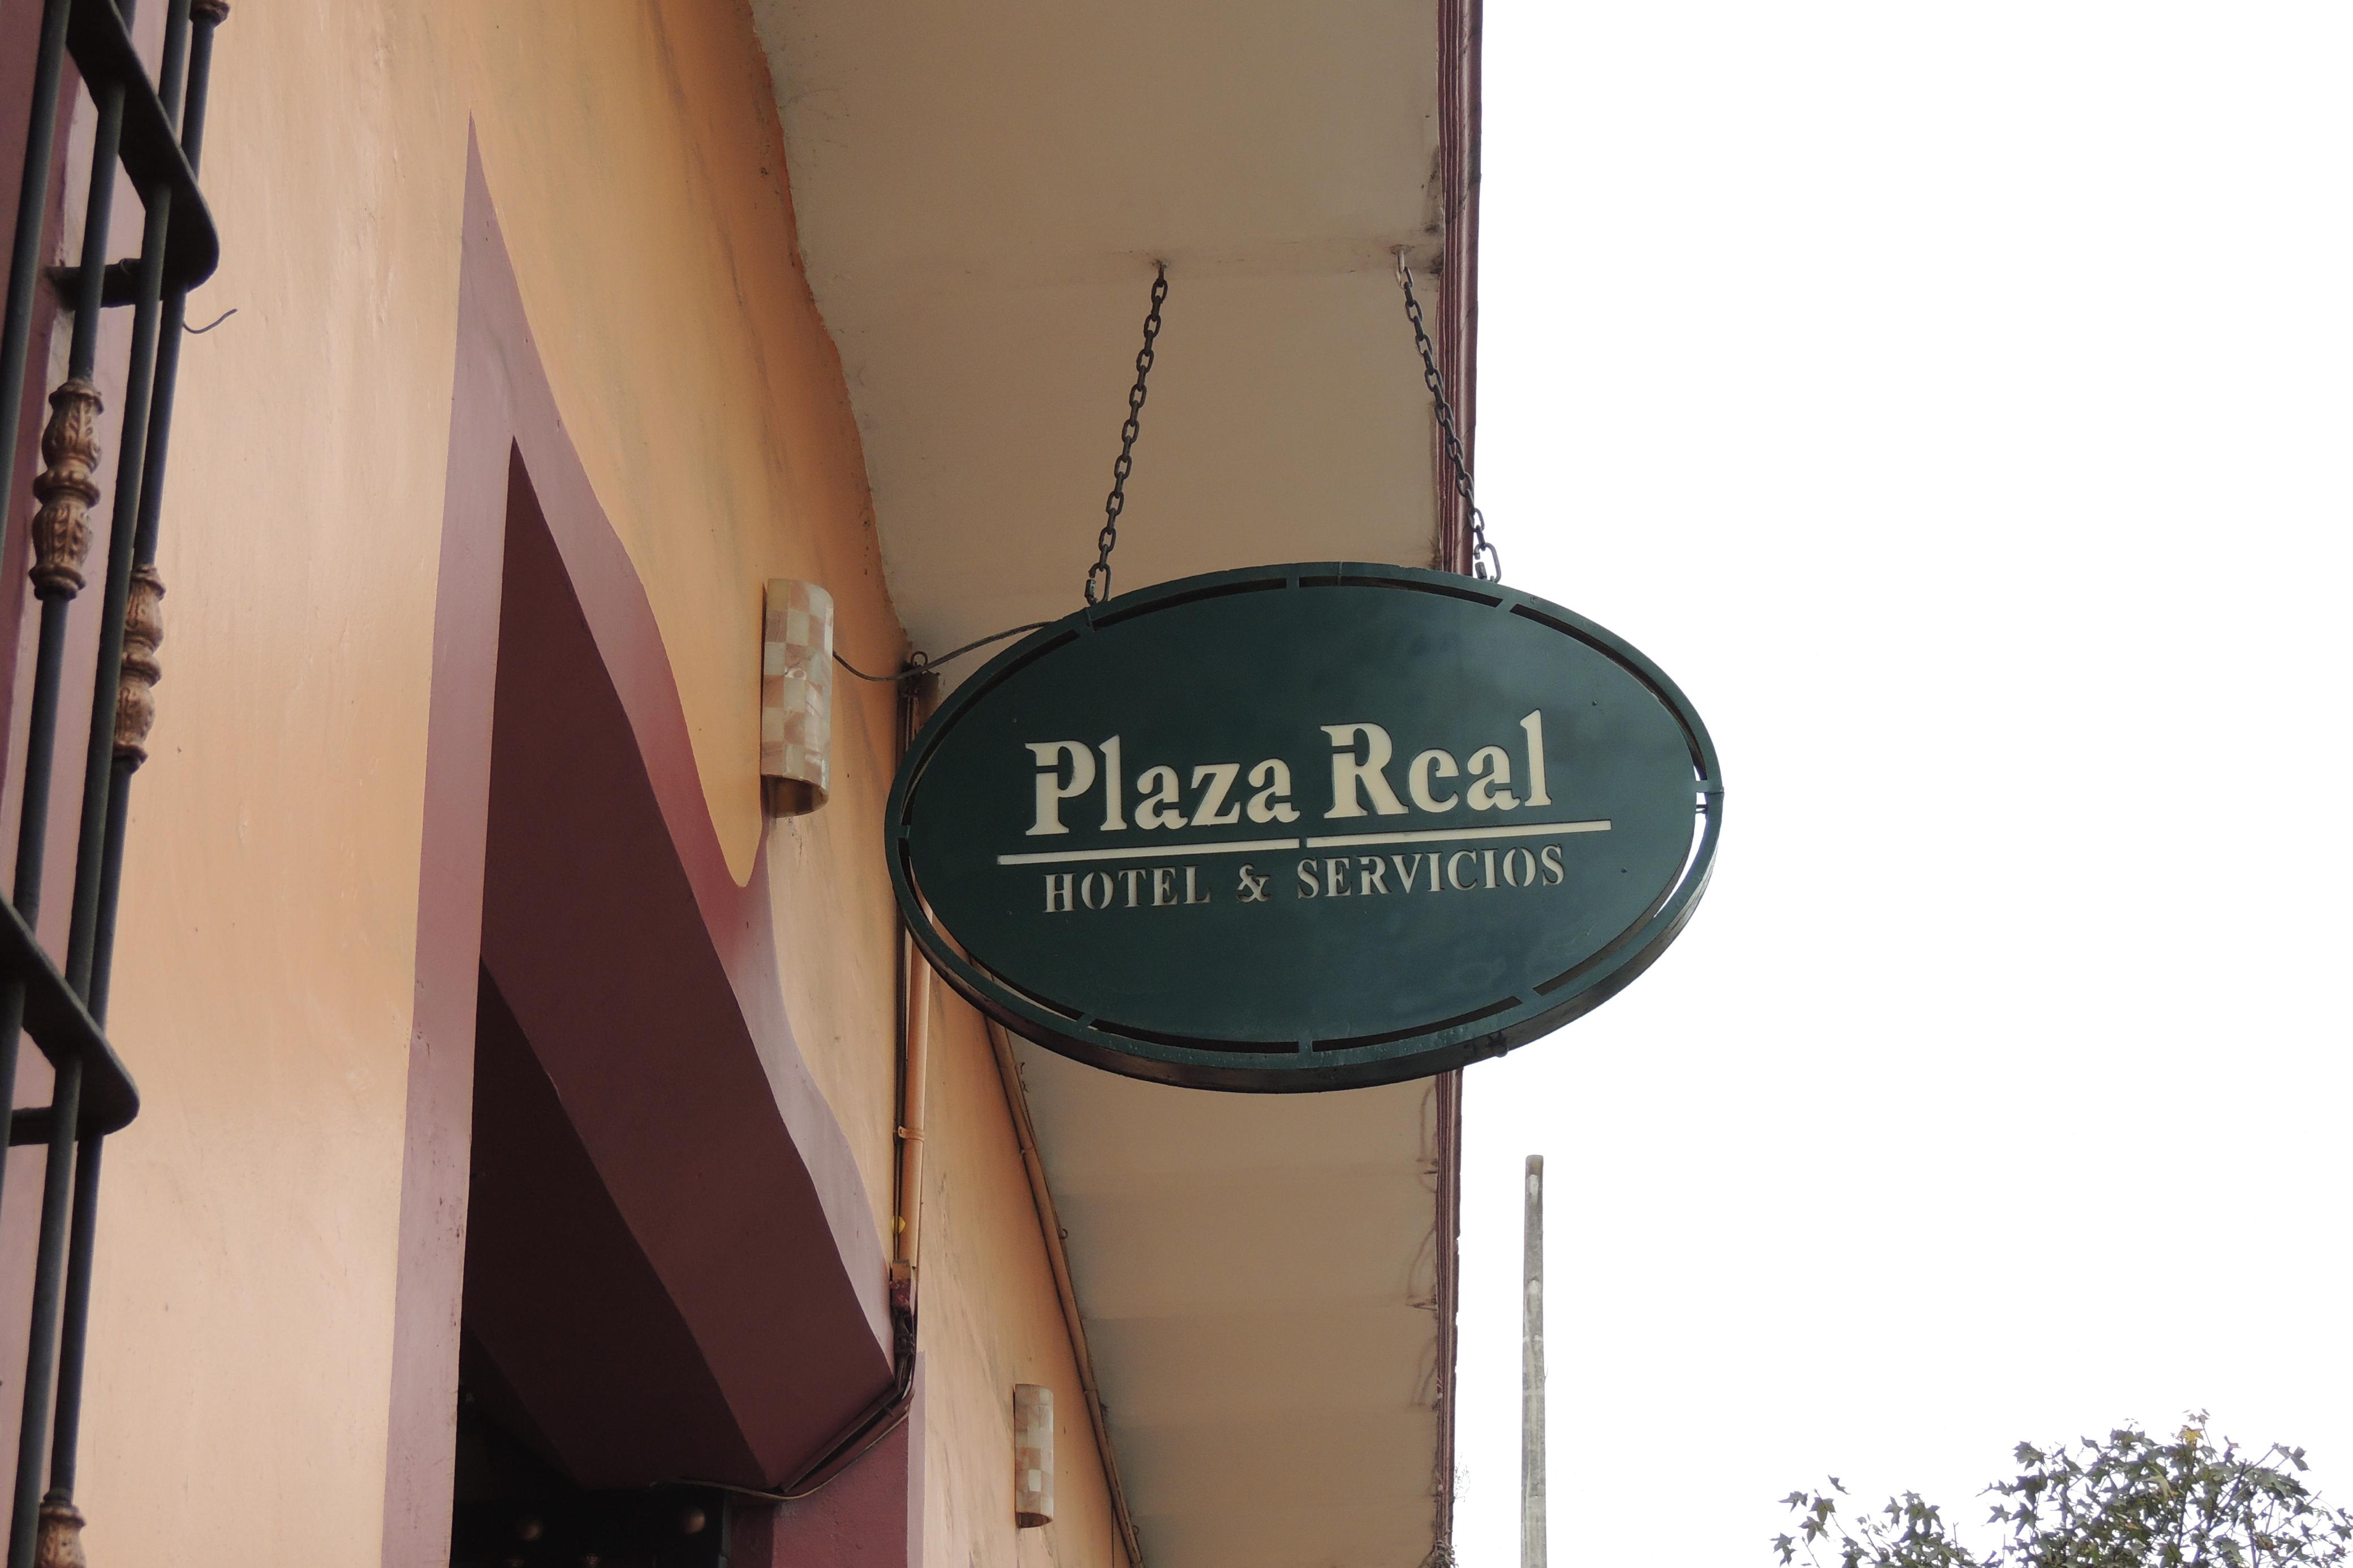 Plaza Real
HOTEL & SERVICIOS